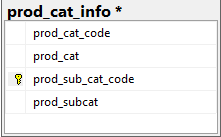 prod_cat_info *
prod_cat_code
prod_cat
prod_sub_cat_code
prod_subcat